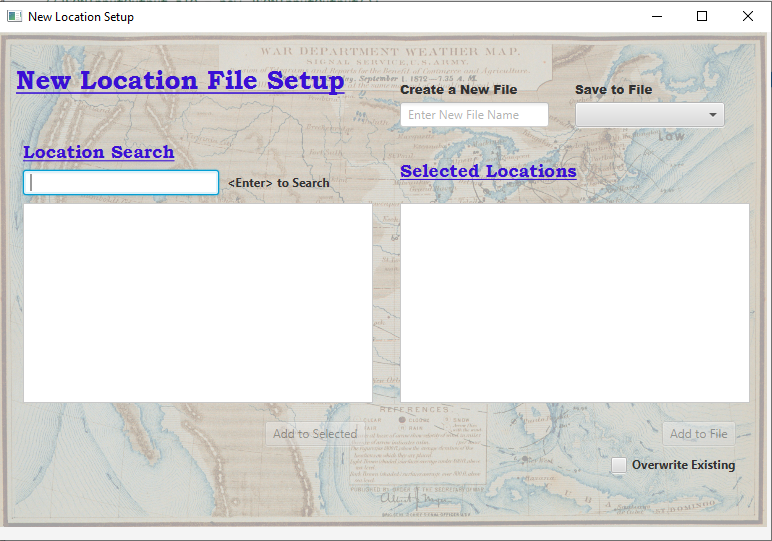 New Location Setup
WAR DEPARTMENT WEATHER MAP.
SIGNAL SERVICE, U.S. ARMY.
New Location File Setup
Create a New File
Save to File
Enter New File Name
LOW
Location Search
Selected Locations
<Enter> to Search
REFERENCES
Add to Selected
Add to File
Overwrite Existing